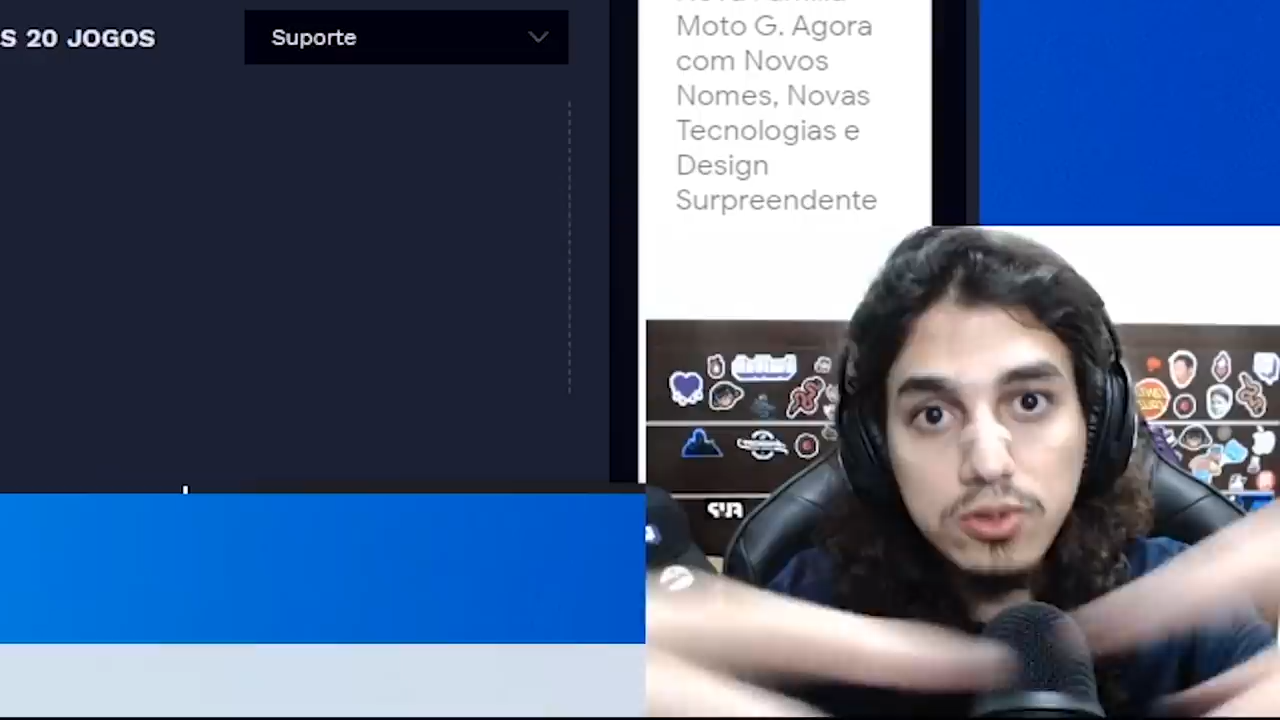 S 20 JOGOS
Suporte
Moto G. Agora
com Novos
Nomes, Novas
Tecnologias e
Design
Surpreendente